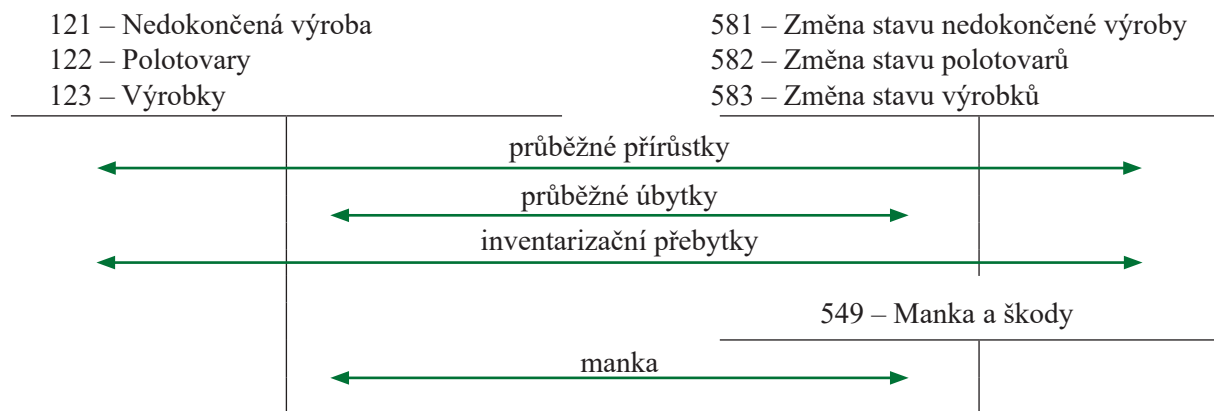 121 – Nedokončená výroba
122 – Polotovary
123 – Výrobky
581 – Změna stavu nedokončené výroby
582 – Změna stavu polotovarů
583 – Změna stavu výrobků
průběžné přírůstky
průběžné úbytky
inventarizační přebytky
549 – Manka a škody
manka